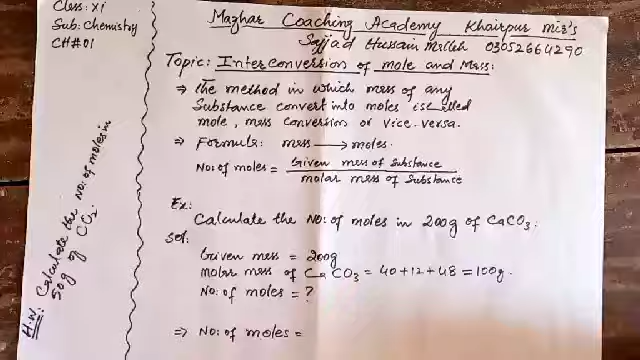 Class: XI
Sub: Chemistry
CH#01
Mazhar Coaching Academy Khairpur mir's
Sajjad Hussain 03052664290
Topic: Interconversion of mole and Mass:
⇒ The method in which mass of any
Substance convert into moles is called
mole, mass conversion or vice-versa.
⇒ Formula: mass ⟶ moles.
No: of moles = Given mass of substance / molar mass of substance
Ex:
Calculate the No: of moles in 200g of CaCO₃.
Sol:
Given mass = 200g
Molar mass of CaCO₃ = 40+12+48 = 100g.
No: of moles = ?
⇒ No: of moles =
H.W: Calculate the No: of moles in
50g of CO₂.